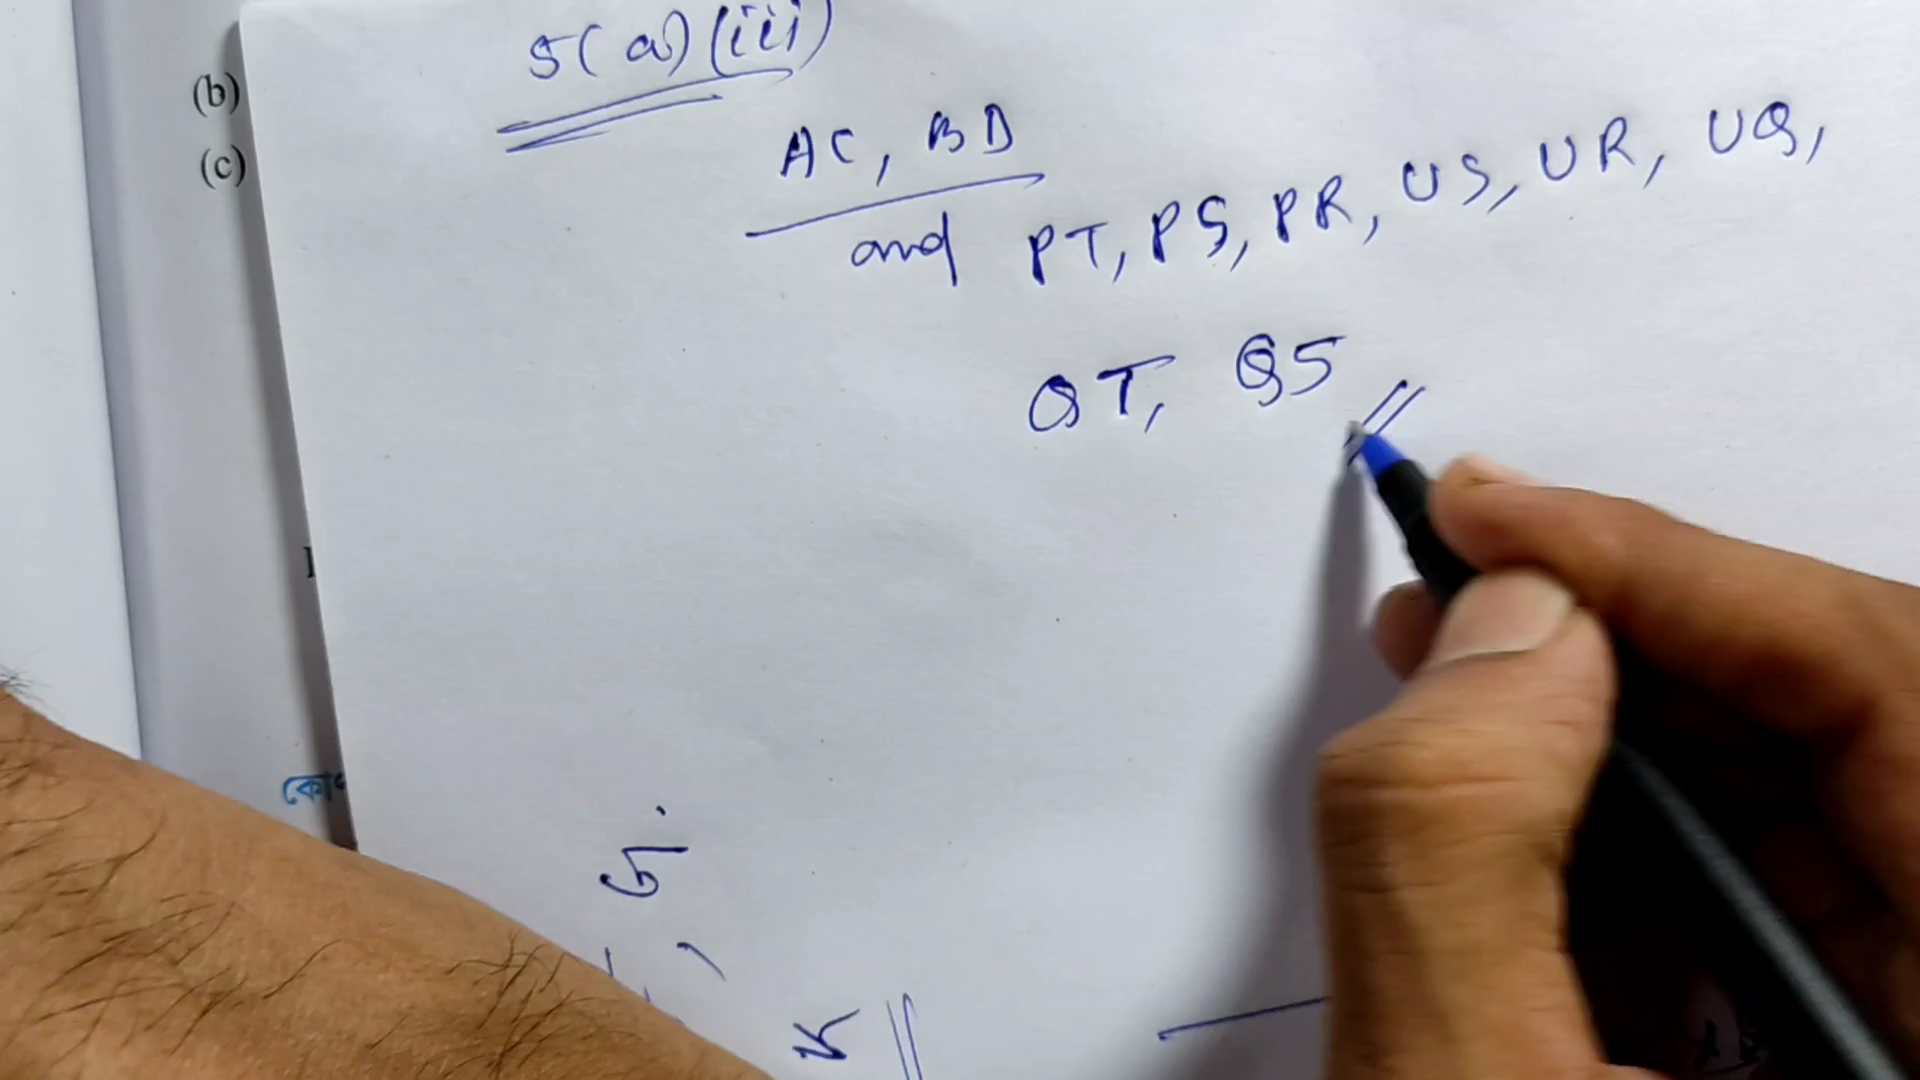 5(a)(iii)
(b)
AC, BD
(c)
and PT, PS, PR, US, UR, UQ,
QT, QS